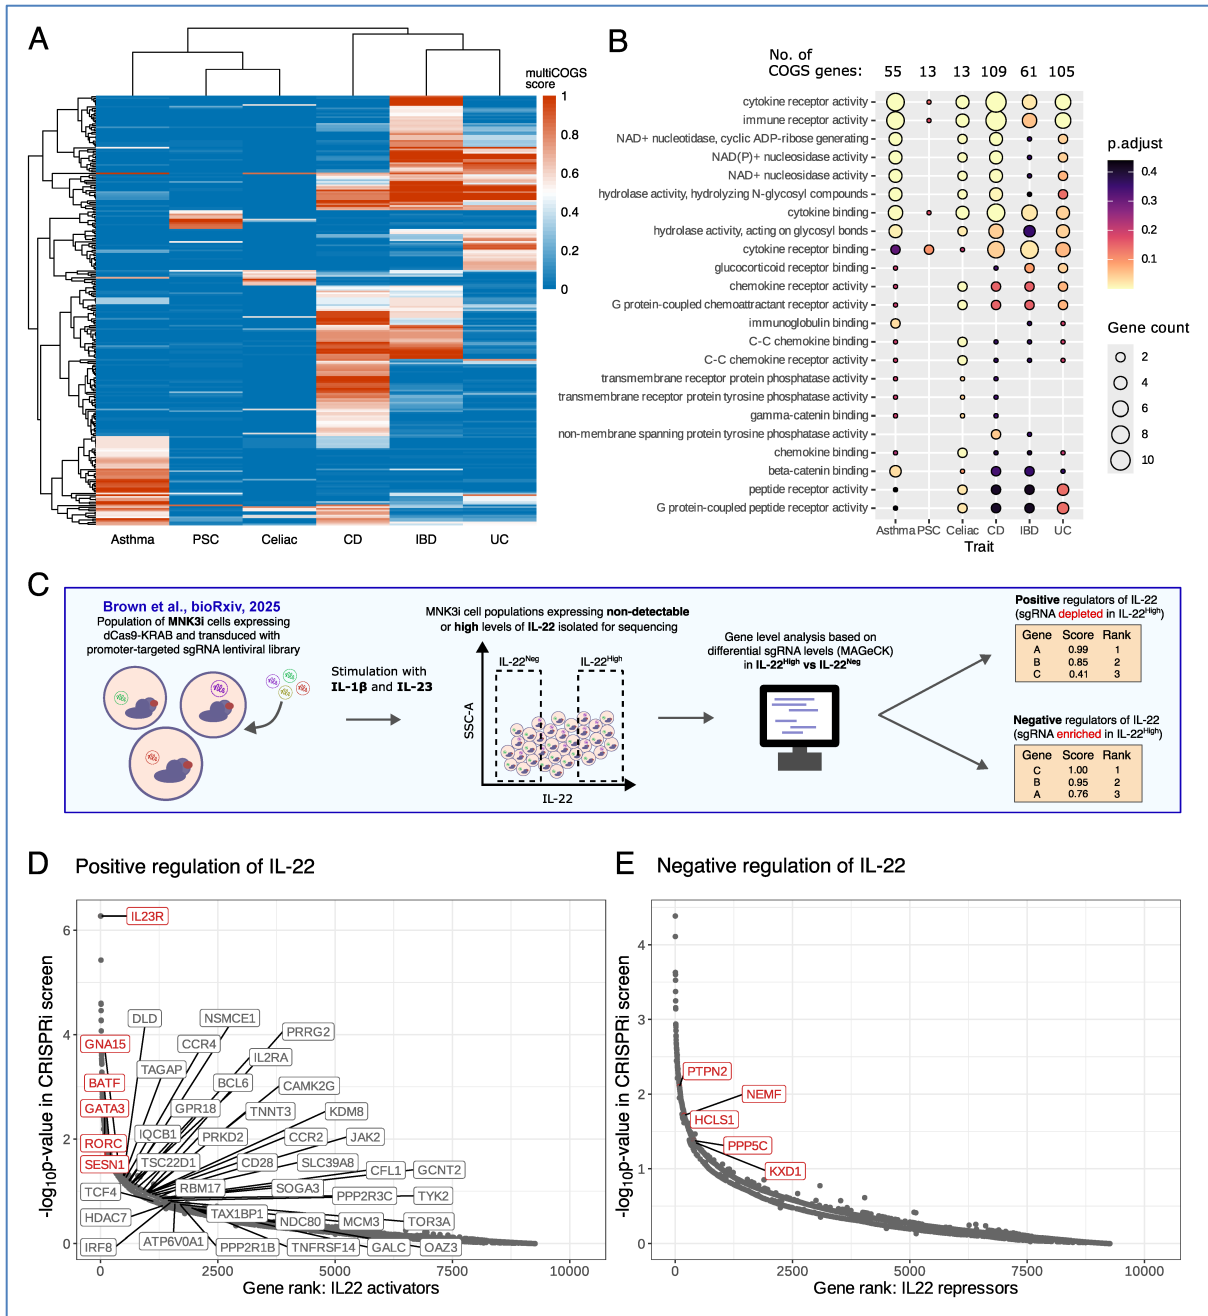 A
multiCOGS
score
1
0.8
0.6
0.4
0.2
0
Asthma PSC Celiac CD IBD UC
B
No. of
COGS genes: 55 13 13 109 61 105
cytokine receptor activity
immune receptor activity
NAD+ nucleotidase, cyclic ADP-ribose generating
NAD(P)+ nucleosidase activity
NAD+ nucleosidase activity
hydrolase activity, hydrolyzing N-glycosyl compounds
cytokine binding
hydrolase activity, acting on glycosyl bonds
cytokine receptor binding
glucocorticoid receptor binding
chemokine receptor activity
G protein-coupled chemoattractant receptor activity
immunoglobulin binding
C-C chemokine binding
C-C chemokine receptor activity
transmembrane receptor protein phosphatase activity
transmembrane receptor protein tyrosine phosphatase activity
gamma-catenin binding
non-membrane spanning protein tyrosine phosphatase activity
chemokine binding
beta-catenin binding
peptide receptor activity
G protein-coupled peptide receptor activity
Asthma PSC Celiac CD IBD UC
Trait
p.adjust
0.4
0.3
0.2
0.1
Gene count
2
4
6
8
10
C
Brown et al., bioRxiv, 2025
Population of MNK3i cells expressing
dCas9-KRAB and transduced with
promoter-targeted sgRNA lentiviral library
Stimulation with
IL-1β and IL-23
MNK3i cell populations expressing non-detectable
or high levels of IL-22 isolated for sequencing
IL-22Neg IL-22High
SSC-A
IL-22
Gene level analysis based on
differential sgRNA levels (MAGeCK)
in IL-22High vs IL-22Neg
Positive regulators of IL-22
(sgRNA depleted in IL-22High)
Gene Score Rank
A 0.99 1
B 0.85 2
C 0.41 3
Negative regulators of IL-22
(sgRNA enriched in IL-22High)
Gene Score Rank
C 1.00 1
B 0.95 2
A 0.76 3
D Positive regulation of IL-22
-log10p-value in CRISPRi screen
6
4
2
0
IL23R
DLD NSMCE1
PRRG2
GNA15 CCR4
IL2RA
TAGAP
BATF BCL6 CAMK2G
GATA3 GPR18 TNNT3 KDM8
IQCB1 PRKD2 CCR2 JAK2
RORC
SESN1 TSC22D1 CD28 SLC39A8
CFL1 GCNT2
TCF4 RBM17 SOGA3
PPP2R3C TYK2
HDAC7 TAX1BP1
NDC80 MCM3 TOR3A
IRF8 ATP6V0A1 PPP2R1B TNFRSF14 GALC OAZ3
0 2500 5000 7500 10000
Gene rank: IL22 activators
E Negative regulation of IL-22
-log10p-value in CRISPRi screen
4
3
2
1
0
PTPN2
NEMF
HCLS1
PPP5C
KXD1
0 2500 5000 7500 10000
Gene rank: IL22 repressors